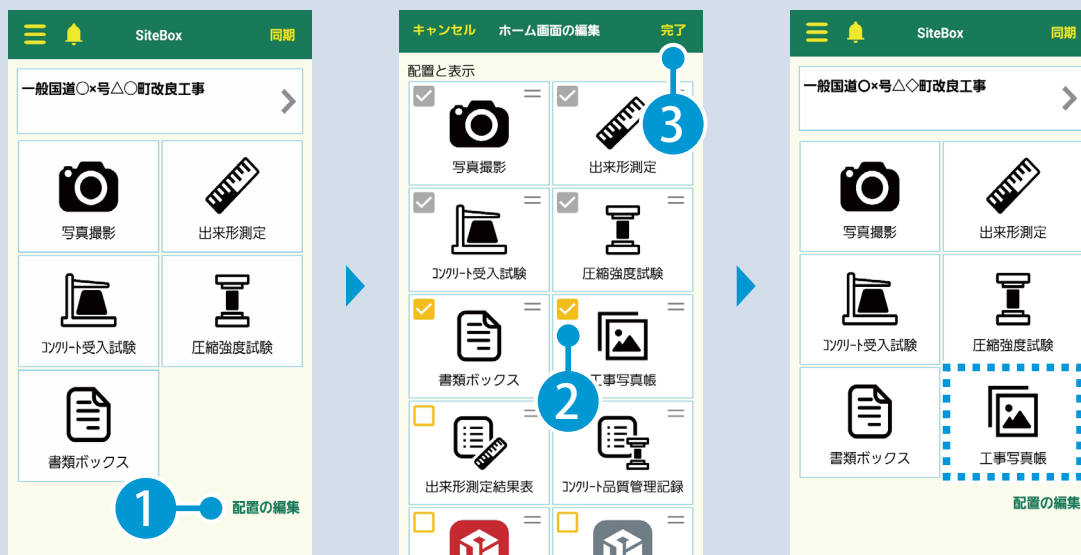 SiteBox
同期
一般国道○×号△○町改良工事
写真撮影
出来形測定
コンクリート受入試験
圧縮強度試験
書類ボックス
1
配置の編集
キャンセル
ホーム画面の編集
完了
配置と表示
3
写真撮影
出来形測定
コンクリート受入試験
圧縮強度試験
書類ボックス
工事写真帳
2
出来形測定結果表
コンクリート品質管理記録
SiteBox
同期
一般国道○×号△◇町改良工事
写真撮影
出来形測定
コンクリート受入試験
圧縮強度試験
書類ボックス
工事写真帳
配置の編集